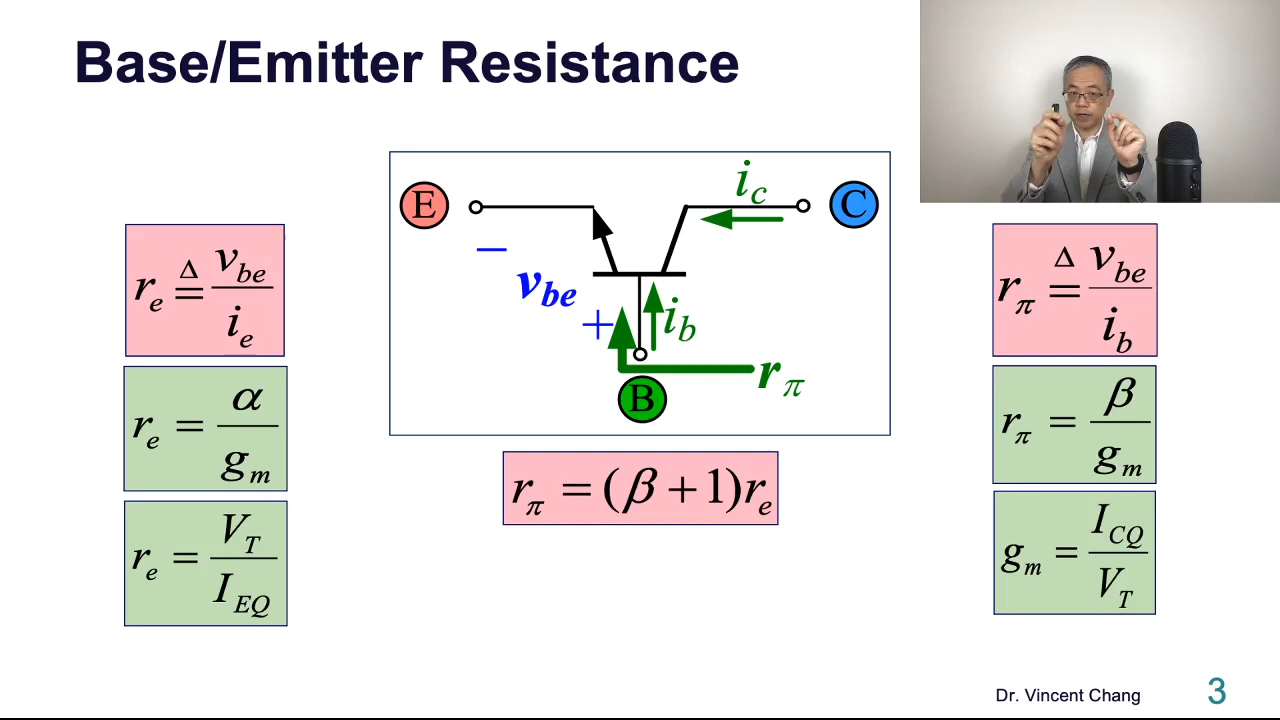 Base/Emitter Resistance
E
C
B
i_c
i_b
−
v_be
+
r_π
r_e ≜ v_be / i_e
r_e = α / g_m
r_e = V_T / I_EQ
r_π = (β + 1)r_e
r_π ≜ v_be / i_b
r_π = β / g_m
g_m = I_CQ / V_T
Dr. Vincent Chang
3